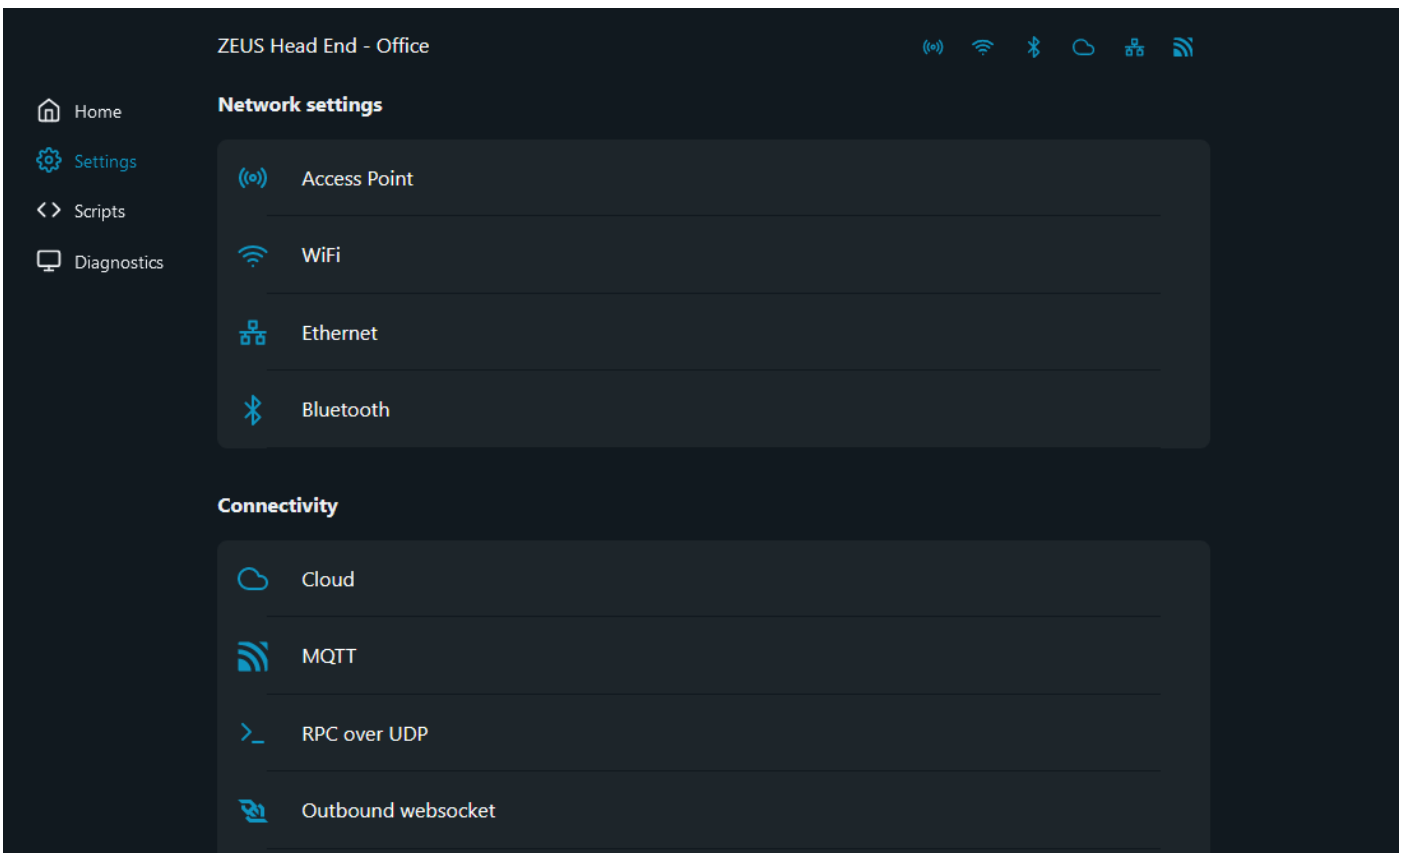 ZEUS Head End - Office
Home
Settings
Scripts
Diagnostics
Network settings
Access Point
WiFi
Ethernet
Bluetooth
Connectivity
Cloud
MQTT
RPC over UDP
Outbound websocket